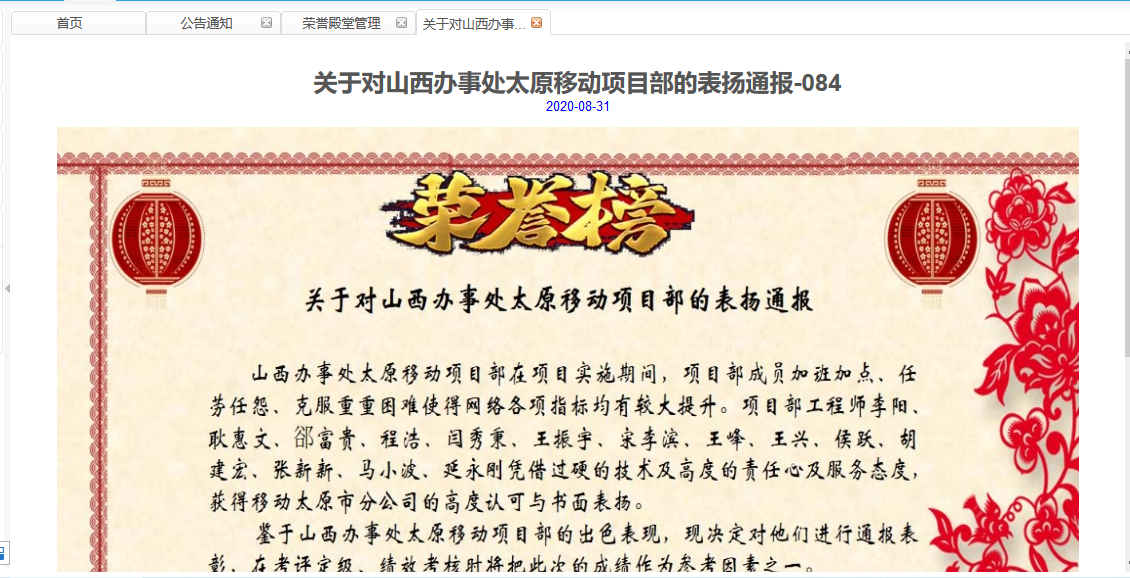 首页 公告通知 荣誉殿堂管理 关于对山西办事...
关于对山西办事处太原移动项目部的表扬通报-084
2020-08-31
荣誉榜
关于对山西办事处太原移动项目部的表扬通报
山西办事处太原移动项目部在项目实施期间，项目部成员加班加点、任
劳任怨、克服重重困难使得网络各项指标均有较大提升。项目部工程师李阳、
耿惠文、郤富贵、程浩、闫秀秉、王振宇、宋李滨、王峰、王兴、侯跃、胡
建宏、张新新、马小波、延永刚凭借过硬的技术及高度的责任心及服务态度，
获得移动太原市分公司的高度认可与书面表扬。
鉴于山西办事处太原移动项目部的出色表现，现决定对他们进行通报表
彰，在考评定级、绩效考核时将把此次的成绩作为参考因素之一。